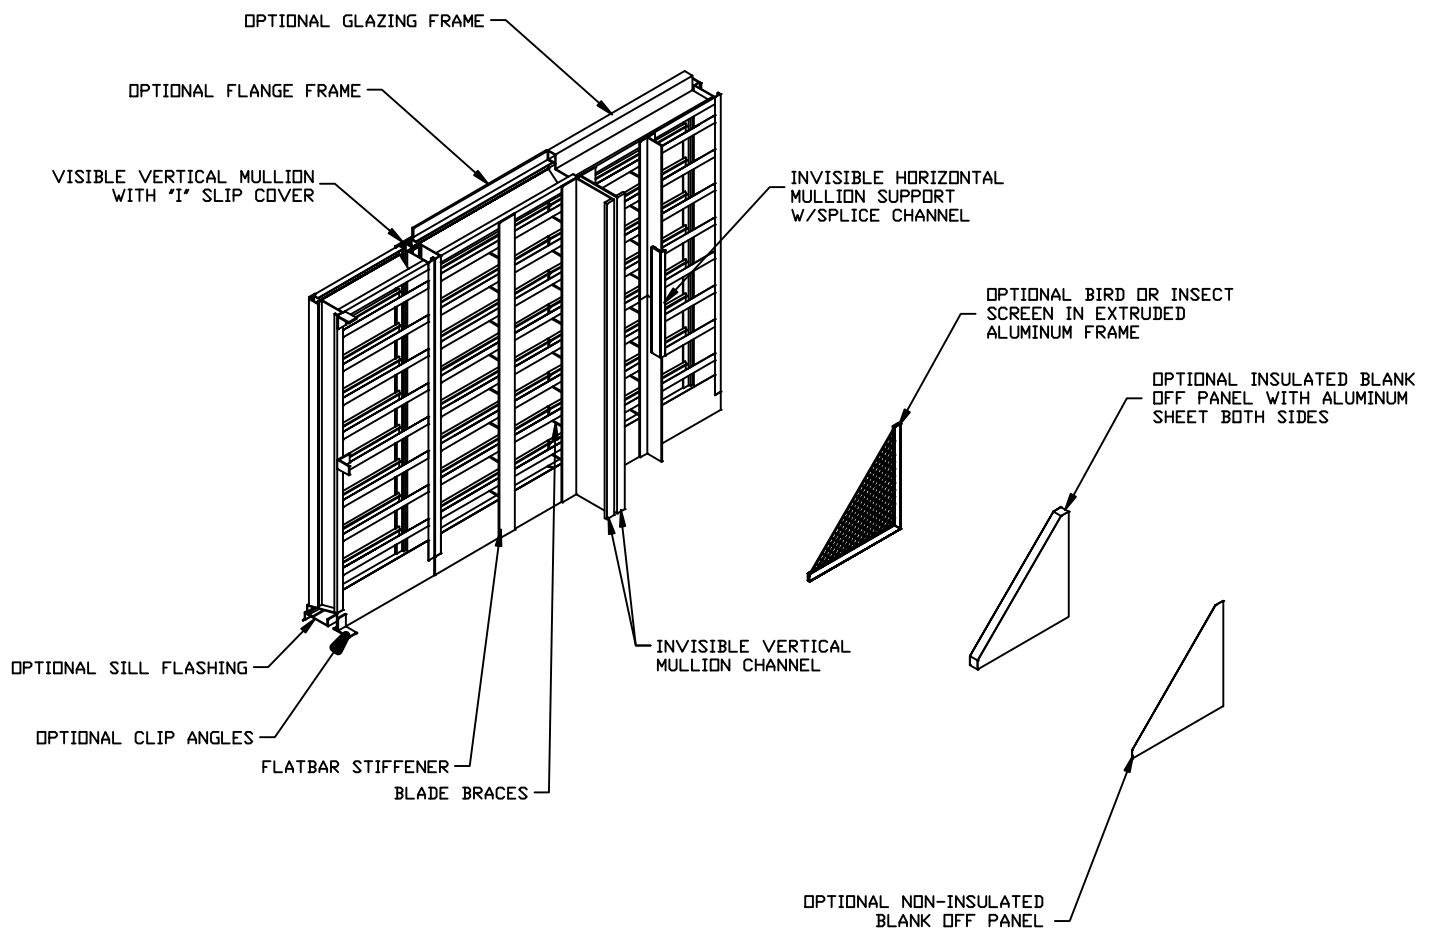 OPTIONAL GLAZING FRAME
OPTIONAL FLANGE FRAME
VISIBLE VERTICAL MULLION
WITH "I" SLIP COVER
INVISIBLE HORIZONTAL
MULLION SUPPORT
W/SPLICE CHANNEL
OPTIONAL BIRD OR INSECT
SCREEN IN EXTRUDED
ALUMINUM FRAME
OPTIONAL INSULATED BLANK
OFF PANEL WITH ALUMINUM
SHEET BOTH SIDES
INVISIBLE VERTICAL
MULLION CHANNEL
OPTIONAL SILL FLASHING
OPTIONAL CLIP ANGLES
FLATBAR STIFFENER
BLADE BRACES
OPTIONAL NON-INSULATED
BLANK OFF PANEL